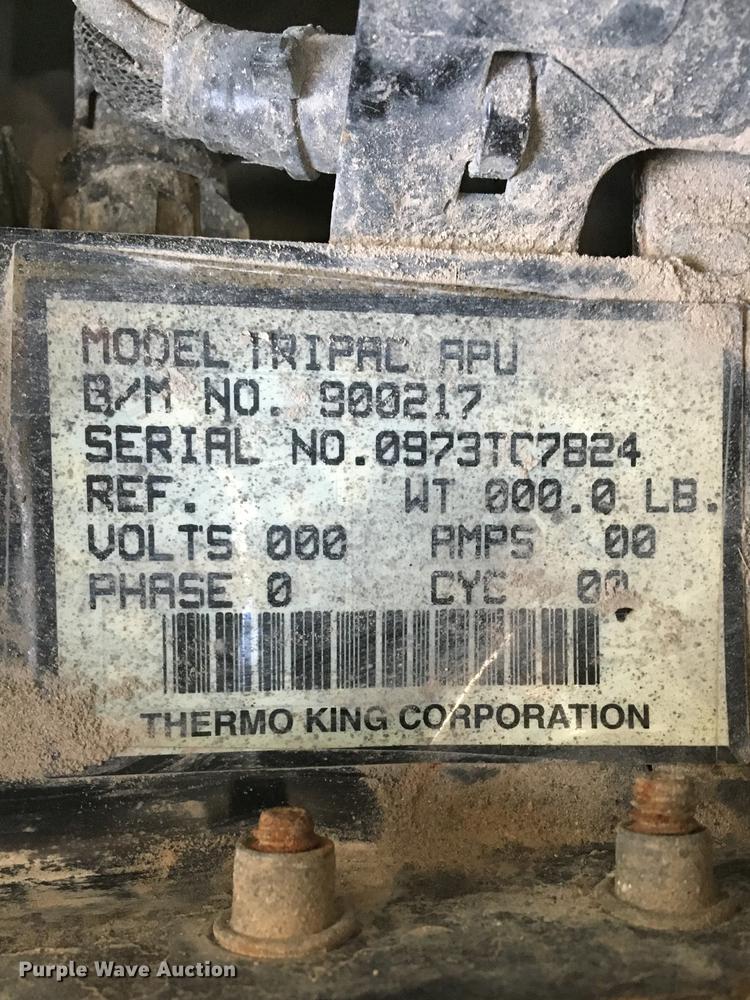 MODEL TRIPAC APU
B/M NO. 900217
SERIAL NO.0973TC7824
REF. WT 000.0 LB.
VOLTS 000 AMPS 00
PHASE 0 CYC 00
THERMO KING CORPORATION
Purple Wave Auction